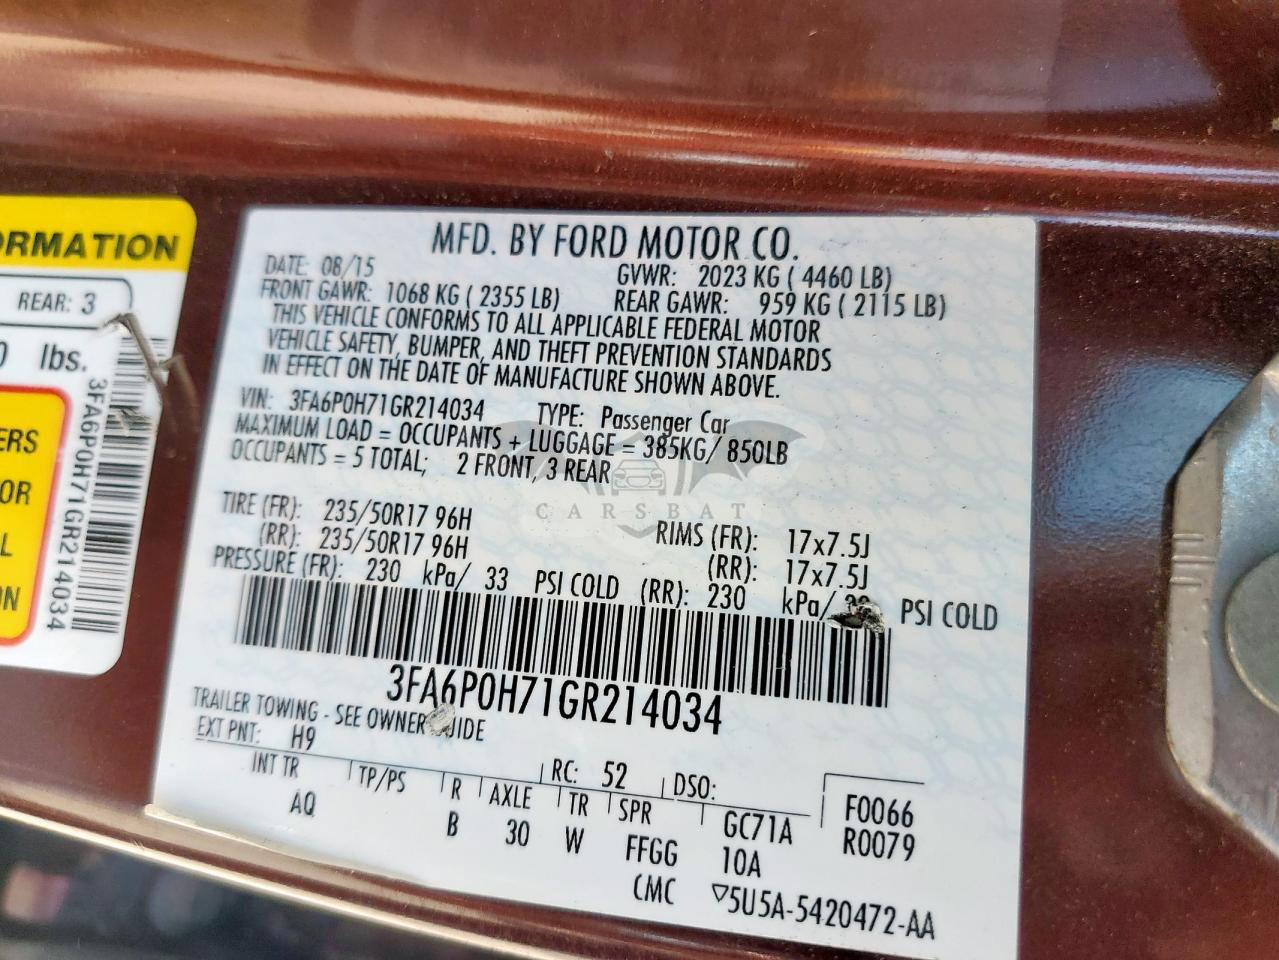 ORMATION
REAR: 3
lbs.
3FA6P0H71GR214034
ERS
OR
L
ON
MFD. BY FORD MOTOR CO.
DATE: 08/15 GVWR: 2023 KG ( 4460 LB)
FRONT GAWR: 1068 KG ( 2355 LB) REAR GAWR: 959 KG ( 2115 LB)
THIS VEHICLE CONFORMS TO ALL APPLICABLE FEDERAL MOTOR
VEHICLE SAFETY, BUMPER, AND THEFT PREVENTION STANDARDS
IN EFFECT ON THE DATE OF MANUFACTURE SHOWN ABOVE.
VIN: 3FA6P0H71GR214034 TYPE: Passenger Car
MAXIMUM LOAD = OCCUPANTS + LUGGAGE = 385KG/ 850LB
OCCUPANTS = 5 TOTAL; 2 FRONT, 3 REAR
CARSBAT
TIRE (FR): 235/50R17 96H RIMS (FR): 17x7.5J
(RR): 235/50R17 96H (RR): 17x7.5J
PRESSURE (FR): 230 kPa/ 33 PSI COLD (RR): 230 kPa/ PSI COLD
3FA6P0H71GR214034
TRAILER TOWING - SEE OWNER UIDE
EXT PNT: H9 RC: 52 DSO:
INT TR TP/PS R AXLE TR SPR GC71A F0066
AQ B 30 W FFGG 10A R0079
CMC ▽5U5A-5420472-AA